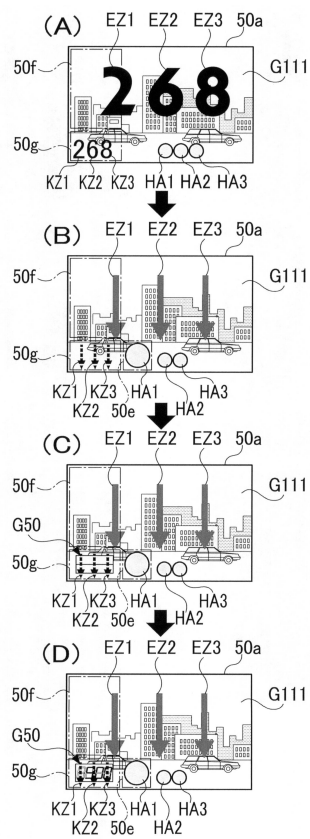 (A) EZ1 EZ2 EZ3 50a
50f G111
2 6 8
50g 268
KZ1 KZ2 KZ3 HA1 HA2 HA3
(B) EZ1 EZ2 EZ3 50a
50f G111
50g
KZ1 KZ2 KZ3 50e HA1 HA2 HA3
(C) EZ1 EZ2 EZ3 50a
50f G111
G50
50g
KZ1 KZ2 KZ3 50e HA1 HA2 HA3
(D) EZ1 EZ2 EZ3 50a
50f G111
G50
50g
KZ1 KZ2 KZ3 50e HA1 HA2 HA3